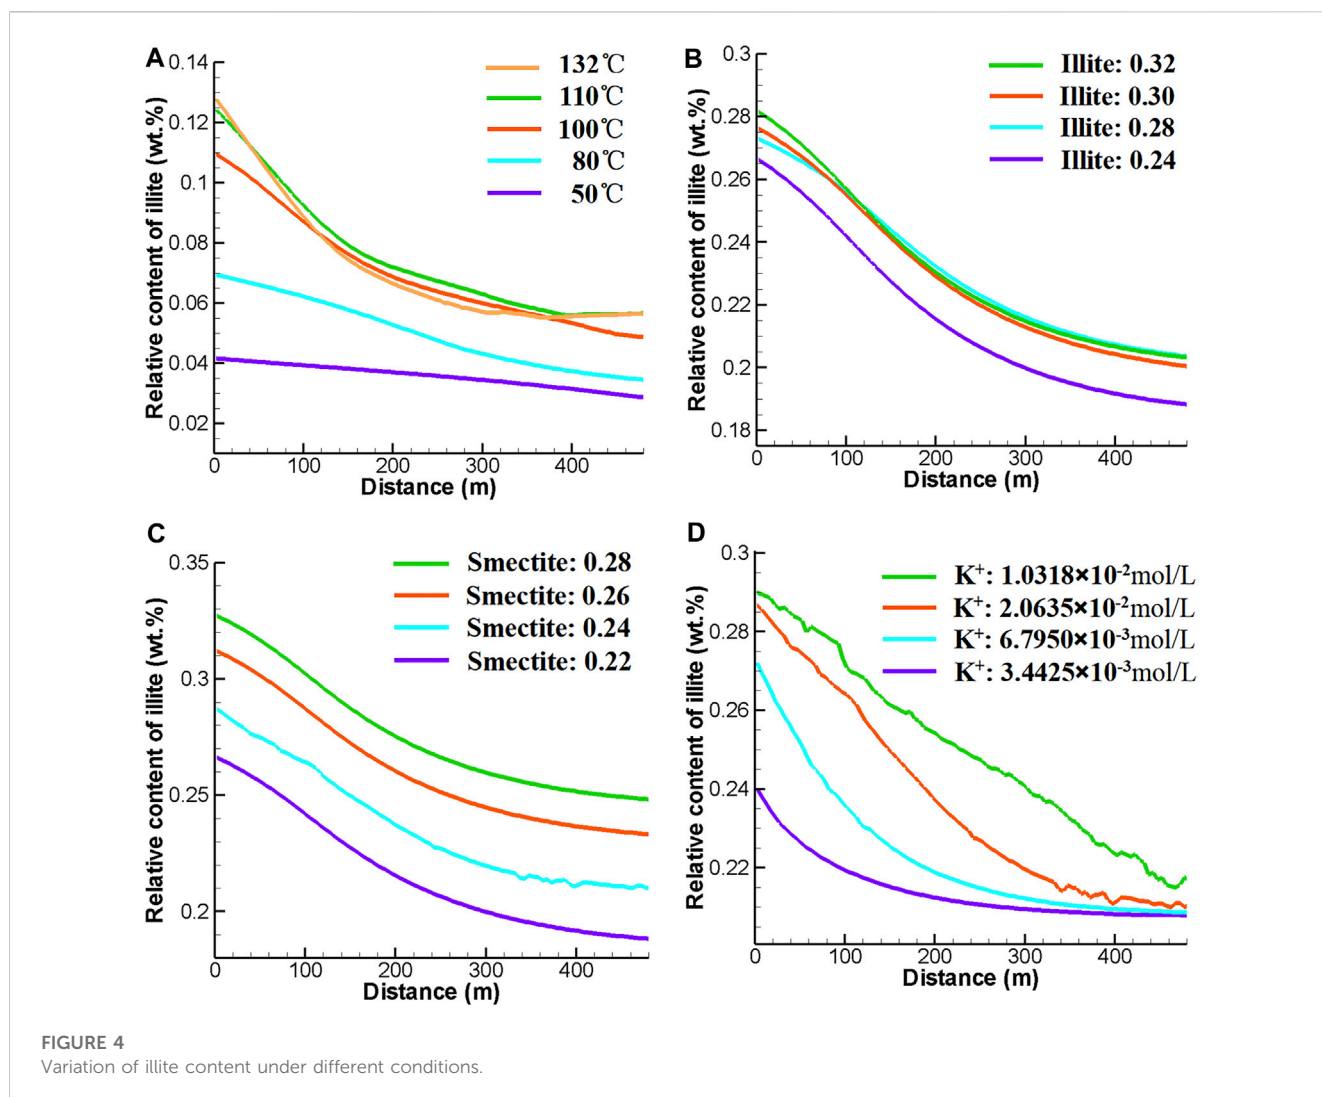 A
Relative content of illite (wt.%)
0.14
0.12
0.1
0.08
0.06
0.04
0.02
0 100 200 300 400
Distance (m)
132℃
110℃
100℃
80℃
50℃
B
Relative content of illite (wt.%)
0.3
0.28
0.26
0.24
0.22
0.2
0.18
0 100 200 300 400
Distance (m)
Illite: 0.32
Illite: 0.30
Illite: 0.28
Illite: 0.24
C
Relative content of illite (wt.%)
0.35
0.3
0.25
0.2
0 100 200 300 400
Distance (m)
Smectite: 0.28
Smectite: 0.26
Smectite: 0.24
Smectite: 0.22
D
Relative content of illite (wt.%)
0.3
0.28
0.26
0.24
0.22
0 100 200 300 400
Distance (m)
K⁺: 1.0318×10⁻²mol/L
K⁺: 2.0635×10⁻²mol/L
K⁺: 6.7950×10⁻³mol/L
K⁺: 3.4425×10⁻³mol/L
FIGURE 4
Variation of illite content under different conditions.